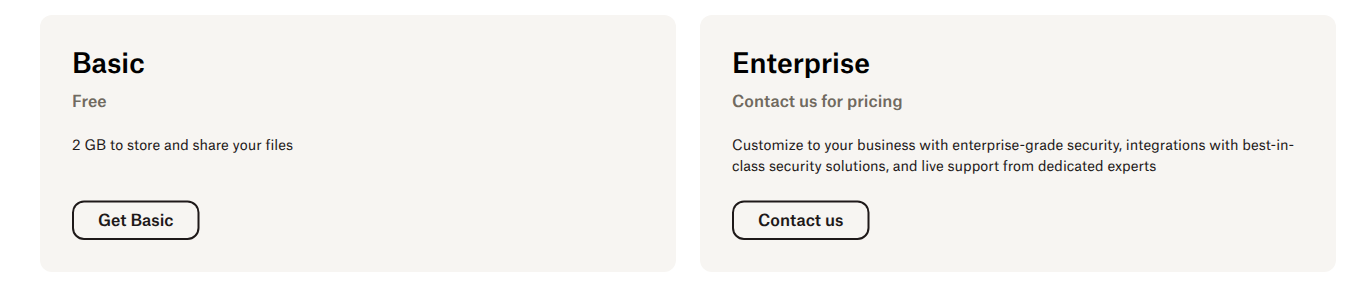 Basic
Free
2 GB to store and share your files
Get Basic
Enterprise
Contact us for pricing
Customize to your business with enterprise-grade security, integrations with best-in-
class security solutions, and live support from dedicated experts
Contact us